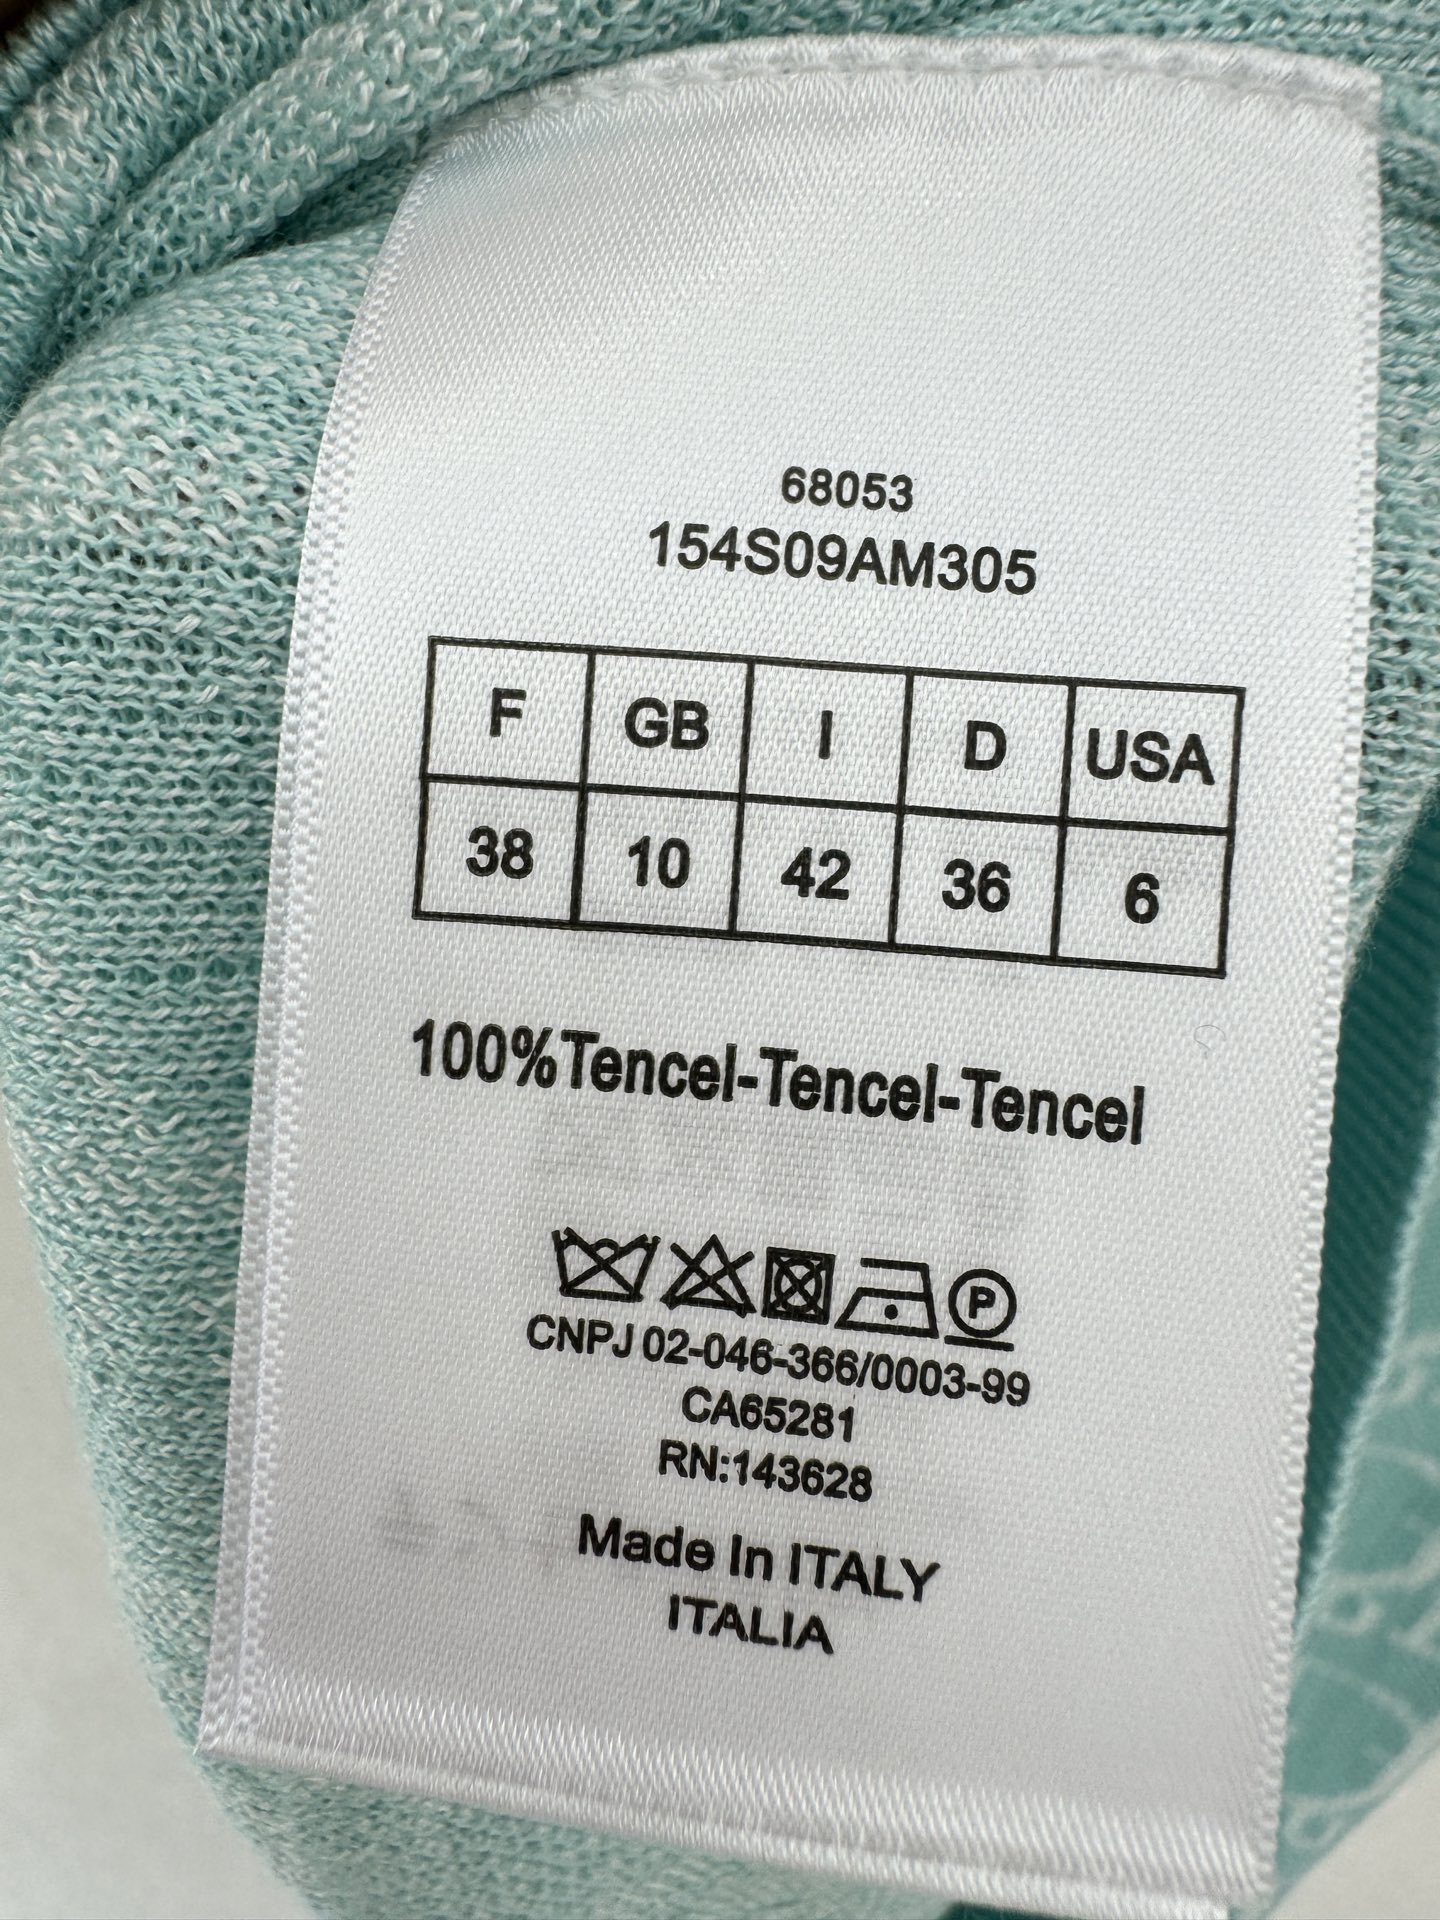 68053
154S09AM305
F GB I D USA
38 10 42 36 6
100%Tencel-Tencel-Tencel
P
CNPJ 02-046-366/0003-99
CA65281
RN:143628
Made In ITALY
ITALIA